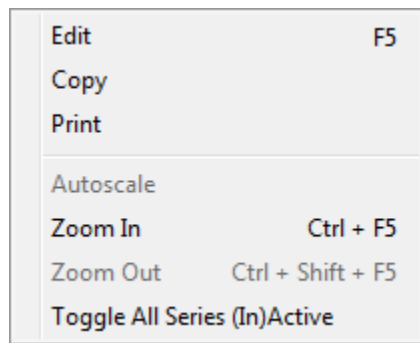 Edit F5
Copy
Print
Autoscale
Zoom In Ctrl + F5
Zoom Out Ctrl + Shift + F5
Toggle All Series (In)Active